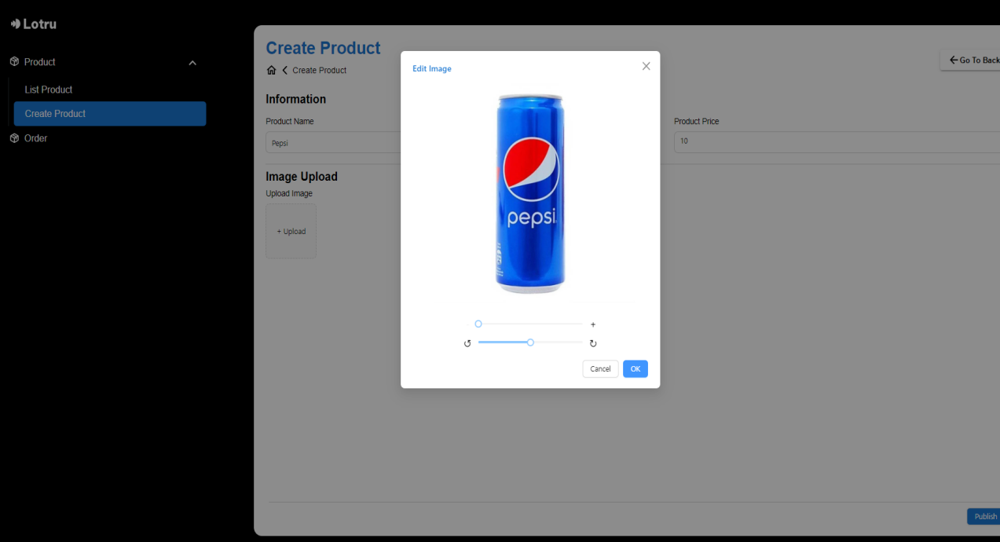 Lotru
Product
List Product
Create Product
Order
Create Product
Create Product
Go To Back
Information
Product Name
Pepsi
Product Price
10
Image Upload
Upload Image
+ Upload
Edit Image
pepsi
+
Cancel
OK
Publish